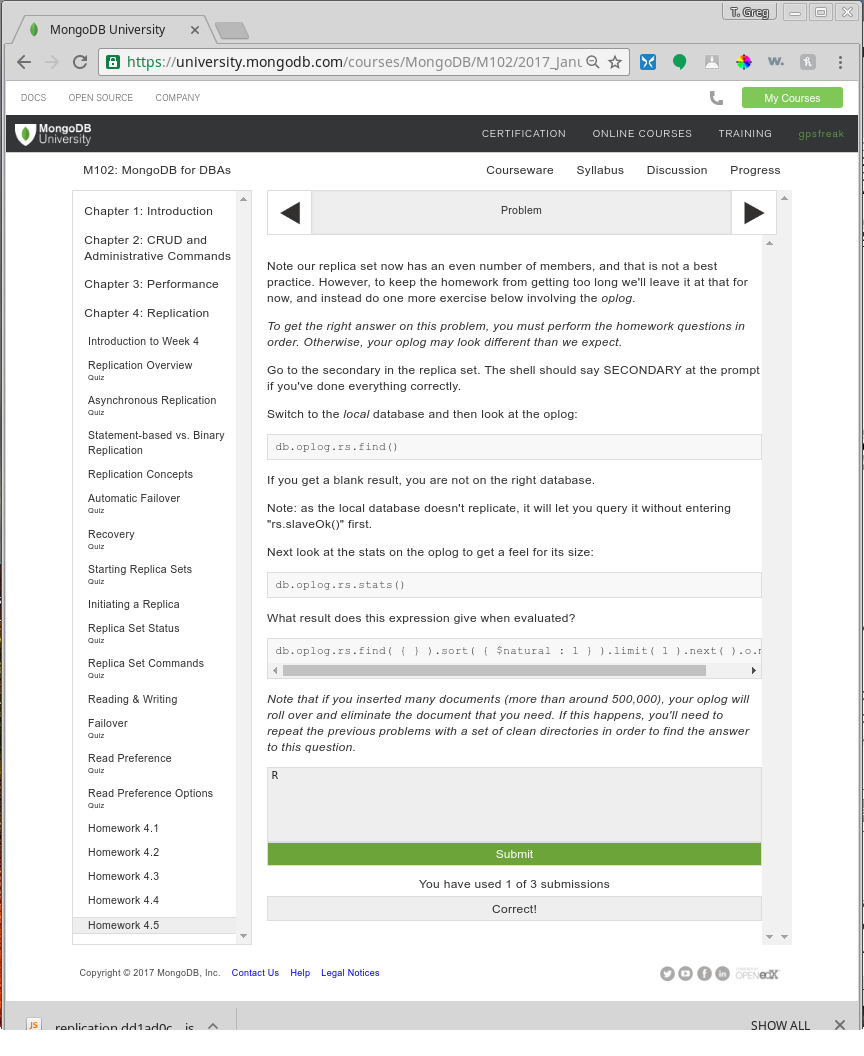 T. Greg
MongoDB University
https://university.mongodb.com/courses/MongoDB/M102/2017_Janu
DOCS OPEN SOURCE COMPANY My Courses
MongoDB University CERTIFICATION ONLINE COURSES TRAINING gpsfreak
M102: MongoDB for DBAs Courseware Syllabus Discussion Progress
Chapter 1: Introduction
Chapter 2: CRUD and
Administrative Commands
Chapter 3: Performance
Chapter 4: Replication
Introduction to Week 4
Replication Overview
Quiz
Asynchronous Replication
Quiz
Statement-based vs. Binary
Replication
Replication Concepts
Automatic Failover
Quiz
Recovery
Quiz
Starting Replica Sets
Quiz
Initiating a Replica
Replica Set Status
Quiz
Replica Set Commands
Quiz
Reading & Writing
Failover
Quiz
Read Preference
Quiz
Read Preference Options
Quiz
Homework 4.1
Homework 4.2
Homework 4.3
Homework 4.4
Homework 4.5
Problem
Note our replica set now has an even number of members, and that is not a best
practice. However, to keep the homework from getting too long we'll leave it at that for
now, and instead do one more exercise below involving the oplog.
To get the right answer on this problem, you must perform the homework questions in
order. Otherwise, your oplog may look different than we expect.
Go to the secondary in the replica set. The shell should say SECONDARY at the prompt
if you've done everything correctly.
Switch to the local database and then look at the oplog:
db.oplog.rs.find()
If you get a blank result, you are not on the right database.
Note: as the local database doesn't replicate, it will let you query it without entering
"rs.slaveOk()" first.
Next look at the stats on the oplog to get a feel for its size:
db.oplog.rs.stats()
What result does this expression give when evaluated?
db.oplog.rs.find( { } ).sort( { $natural : 1 } ).limit( 1 ).next( ).o.
Note that if you inserted many documents (more than around 500,000), your oplog will
roll over and eliminate the document that you need. If this happens, you'll need to
repeat the previous problems with a set of clean directories in order to find the answer
to this question.
R
Submit
You have used 1 of 3 submissions
Correct!
Copyright © 2017 MongoDB, Inc. Contact Us Help Legal Notices OPEN edX
JS replication.dd1ad0c....js SHOW ALL